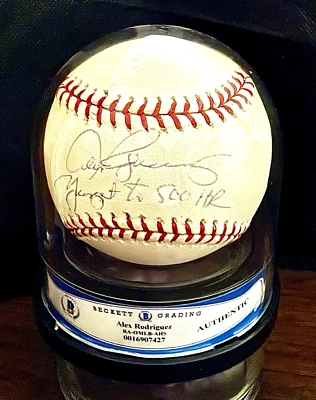 Alex Rodriguez
Youngest to 500 HR
BECKETT B GRADING
Alex Rodriguez
RA-OMLB-AHS
0016907427
AUTHENTIC
B
B